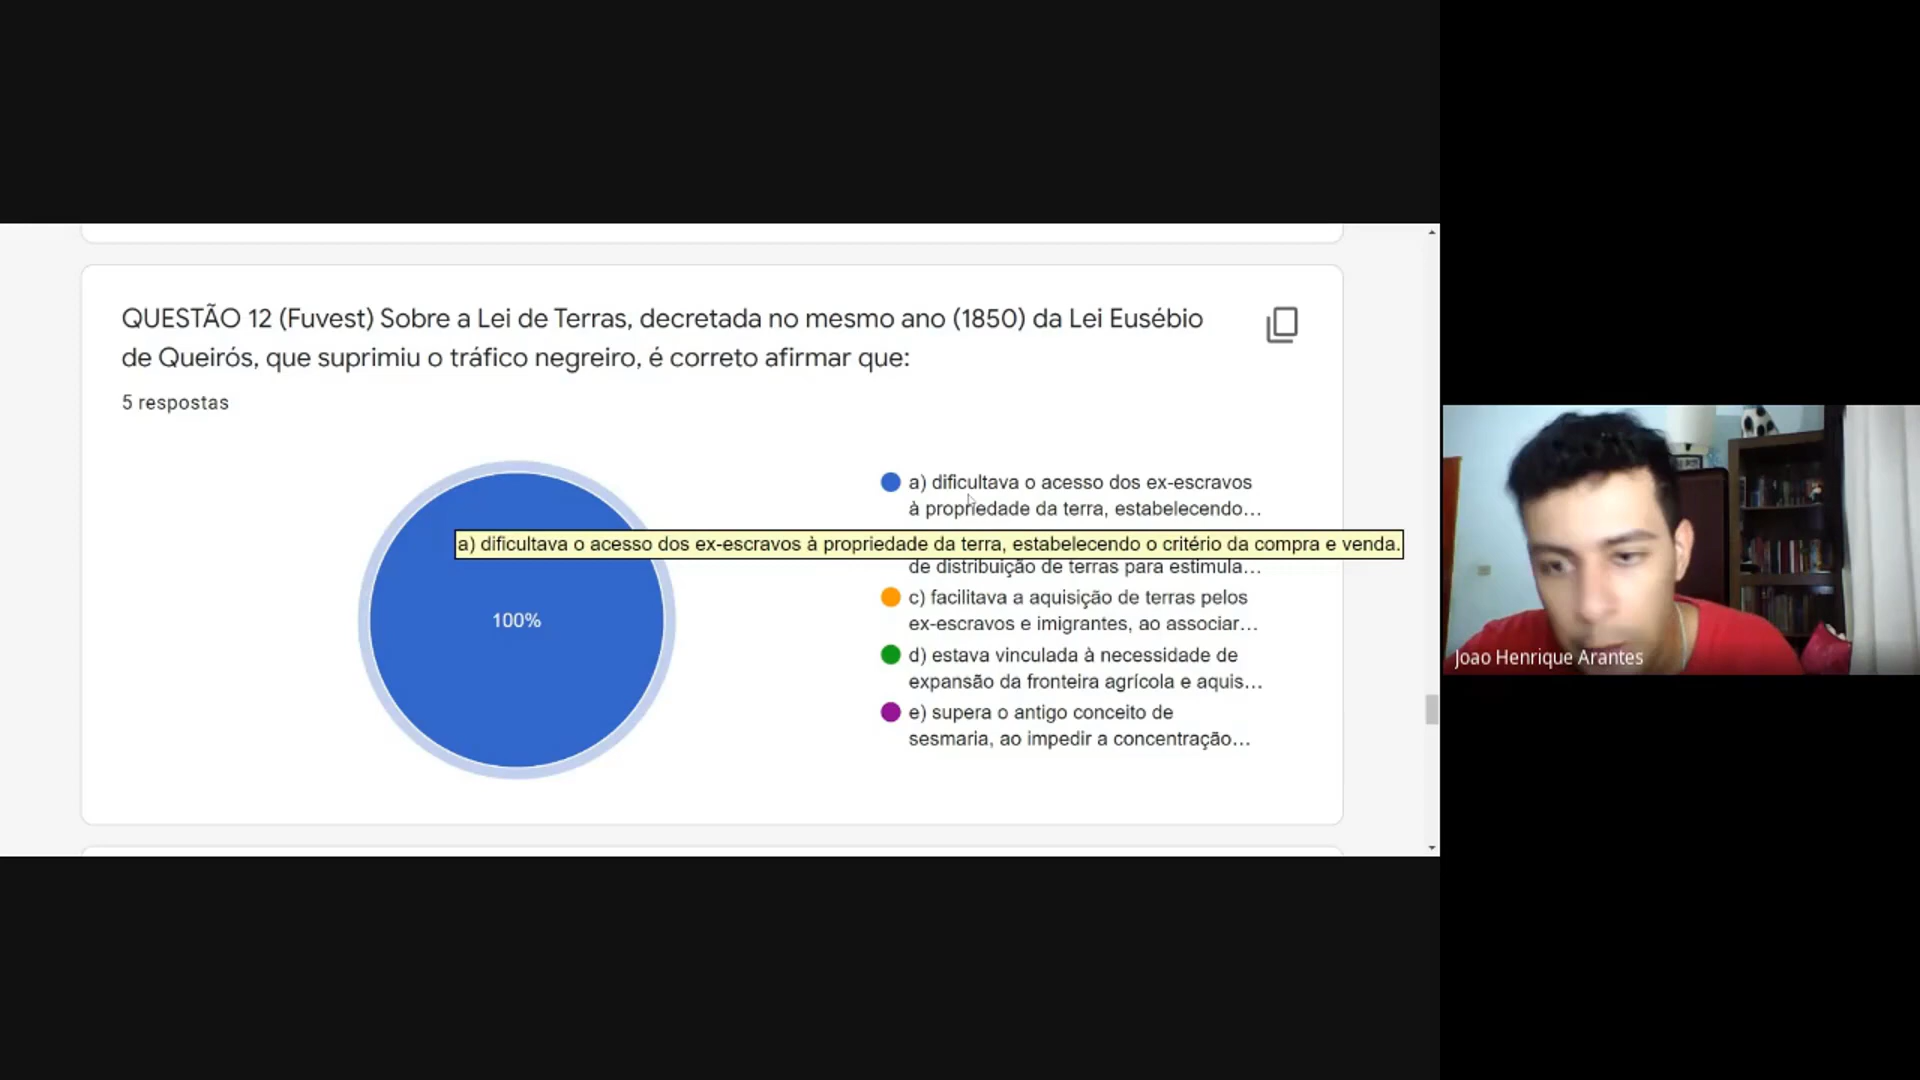 QUESTÃO 12 (Fuvest) Sobre a Lei de Terras, decretada no mesmo ano (1850) da Lei Eusébio
de Queirós, que suprimiu o tráfico negreiro, é correto afirmar que:
5 respostas
100%
a) dificultava o acesso dos ex-escravos
à propriedade da terra, estabelecendo...
a) dificultava o acesso dos ex-escravos à propriedade da terra, estabelecendo o critério da compra e venda.
de distribuição de terras para estimula...
c) facilitava a aquisição de terras pelos
ex-escravos e imigrantes, ao associar...
d) estava vinculada à necessidade de
expansão da fronteira agrícola e aquis...
e) supera o antigo conceito de
sesmaria, ao impedir a concentração...
Joao Henrique Arantes